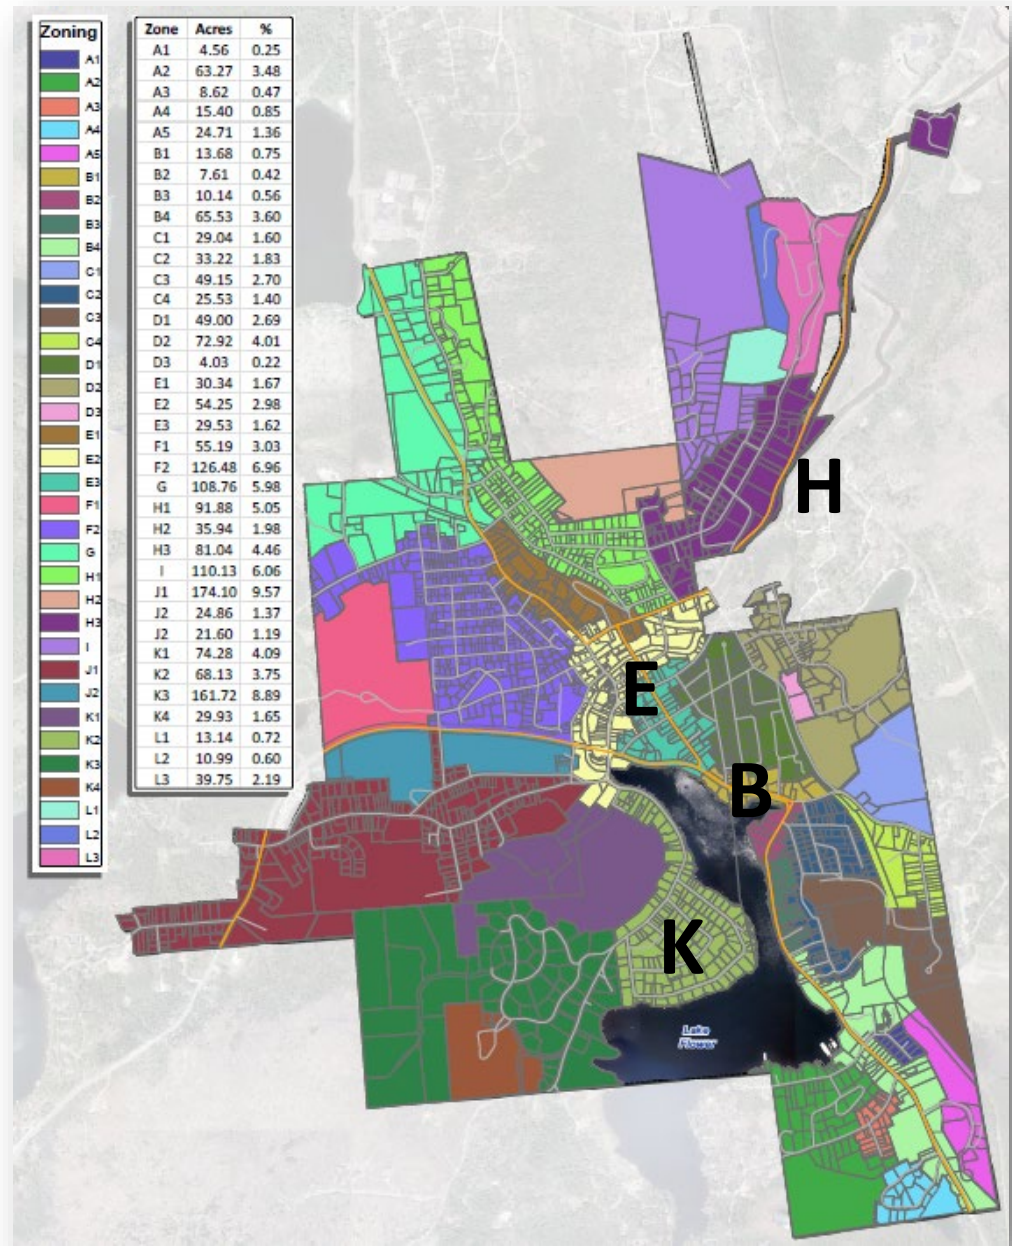 Zoning
A1
A2
A3
A4
A5
B1
B2
B3
B4
C1
C2
C3
C4
D1
D2
D3
E1
E2
E3
F1
F2
G
H1
H2
H3
I
J1
J2
K1
K2
K3
K4
L1
L2
L3
Zone Acres %
A1 4.56 0.25
A2 63.27 3.48
A3 8.62 0.47
A4 15.40 0.85
A5 24.71 1.36
B1 13.68 0.75
B2 7.61 0.42
B3 10.14 0.56
B4 65.53 3.60
C1 29.04 1.60
C2 33.22 1.83
C3 49.15 2.70
C4 25.53 1.40
D1 49.00 2.69
D2 72.92 4.01
D3 4.03 0.22
E1 30.34 1.67
E2 54.25 2.98
E3 29.53 1.62
F1 55.19 3.03
F2 126.48 6.96
G 108.76 5.98
H1 91.88 5.05
H2 35.94 1.98
H3 81.04 4.46
I 110.13 6.06
J1 174.10 9.57
J2 24.86 1.37
J2 21.60 1.19
K1 74.28 4.09
K2 68.13 3.75
K3 161.72 8.89
K4 29.93 1.65
L1 13.14 0.72
L2 10.99 0.60
L3 39.75 2.19
H
E
B
K
Lake
Flower